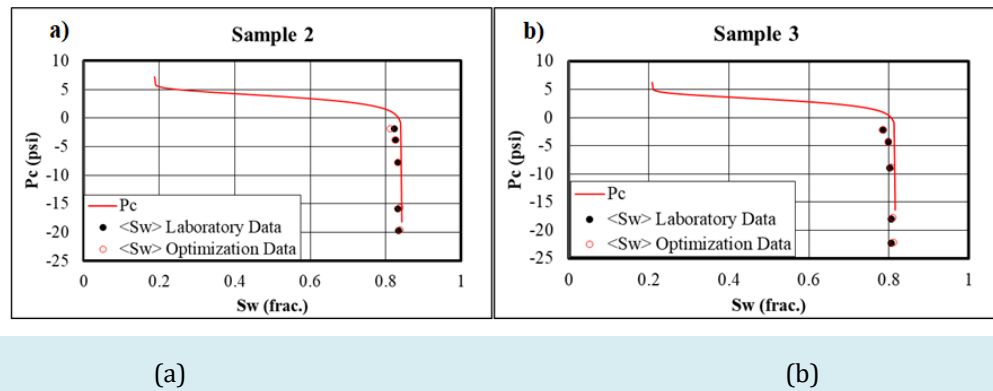 a)
Sample 2
10
5
0
-5
-10
-15
-20
-25
Pc (psi)
Pc
<Sw> Laboratory Data
<Sw> Optimization Data
0
0.2
0.4
0.6
0.8
1
Sw (frac.)
b)
Sample 3
10
5
0
-5
-10
-15
-20
-25
Pc (psi)
Pc
<Sw> Laboratory Data
<Sw> Optimization Data
0
0.2
0.4
0.6
0.8
1
Sw (frac.)
(a)
(b)